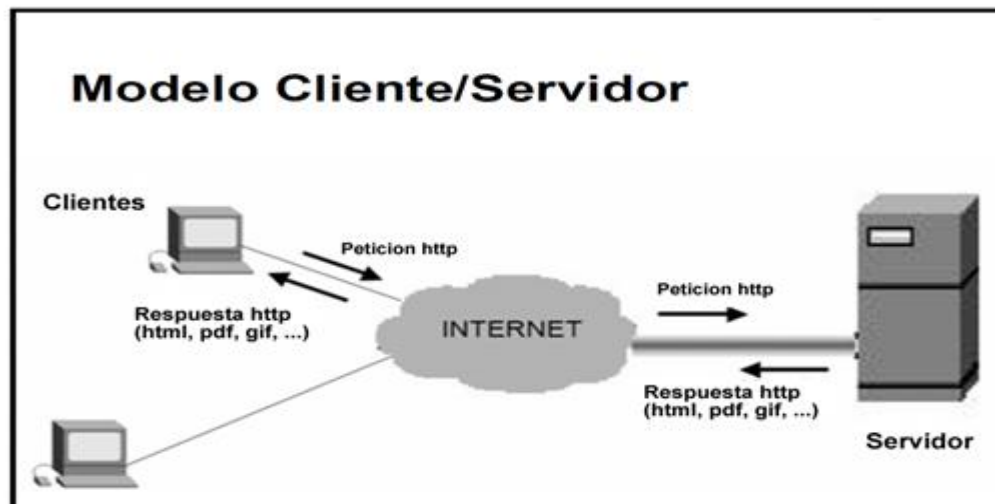 Modelo Cliente/Servidor
Clientes
Peticion http
Respuesta http
(html, pdf, gif, ...)
INTERNET
Peticion http
Respuesta http
(html, pdf, gif, ...)
Servidor